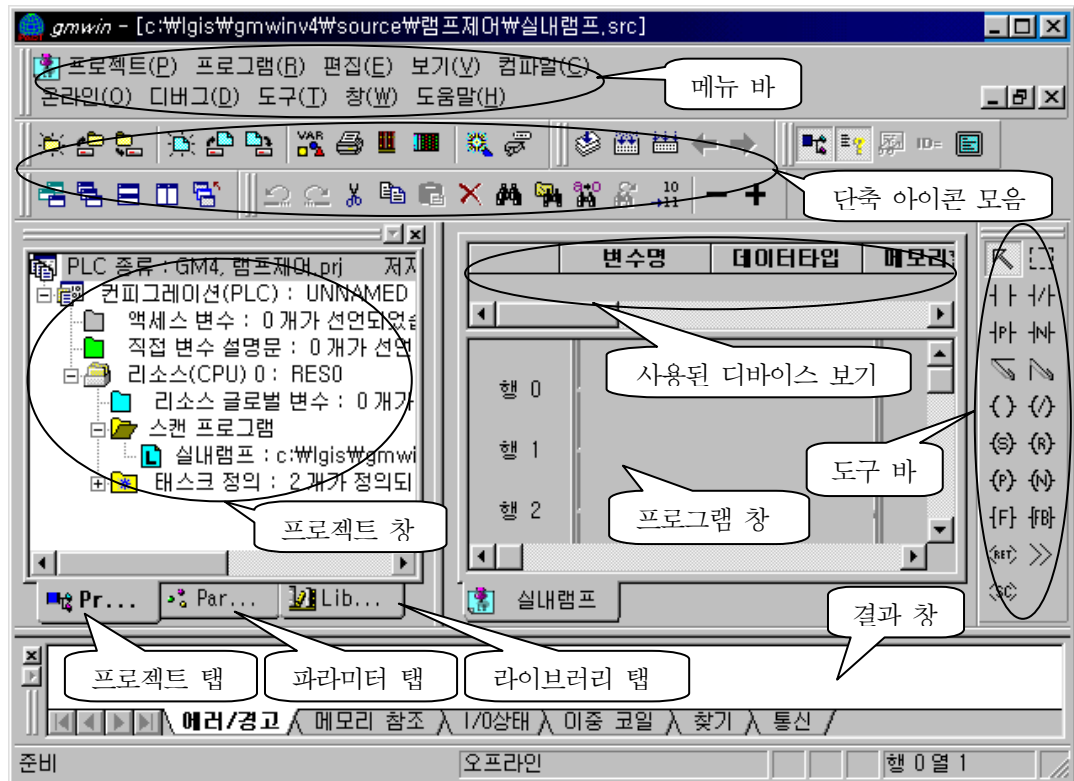 gmwin - [c:₩lgis₩gmwinv4₩source₩램프제어₩실내램프.src]
프로젝트(P) 프로그램(R) 편집(E) 보기(V) 컴파일(C)
온라인(O) 디버그(D) 도구(T) 창(W) 도움말(H)
메뉴 바
VAR
ID=
a→o
10
→11
단축 아이콘 모음
PLC 종류 : GM4, 램프제어.prj
컨피그레이션(PLC) : UNNAMED
액세스 변수 : 0개가 선언되었습
직접 변수 설명문 : 0개가 선언
리소스(CPU) 0 : RES0
리소스 글로벌 변수 : 0개가
스캔 프로그램
실내램프 : c:₩lgis₩gmwi
태스크 정의 : 2개가 정의되
프로젝트 창
변수명 데이터타입 메모리
사용된 디바이스 보기
행 0
행 1
행 2
프로그램 창
도구 바
P N
( ) (/)
(S) (R)
(P) (N)
{F} {FB}
<RET> >>
<SC>
Pr... Par... Lib...
실내램프
결과 창
프로젝트 탭
파라미터 탭
라이브러리 탭
에러/경고 메모리 참조 I/O상태 이중 코일 찾기 통신
준비 오프라인 행 0 열 1